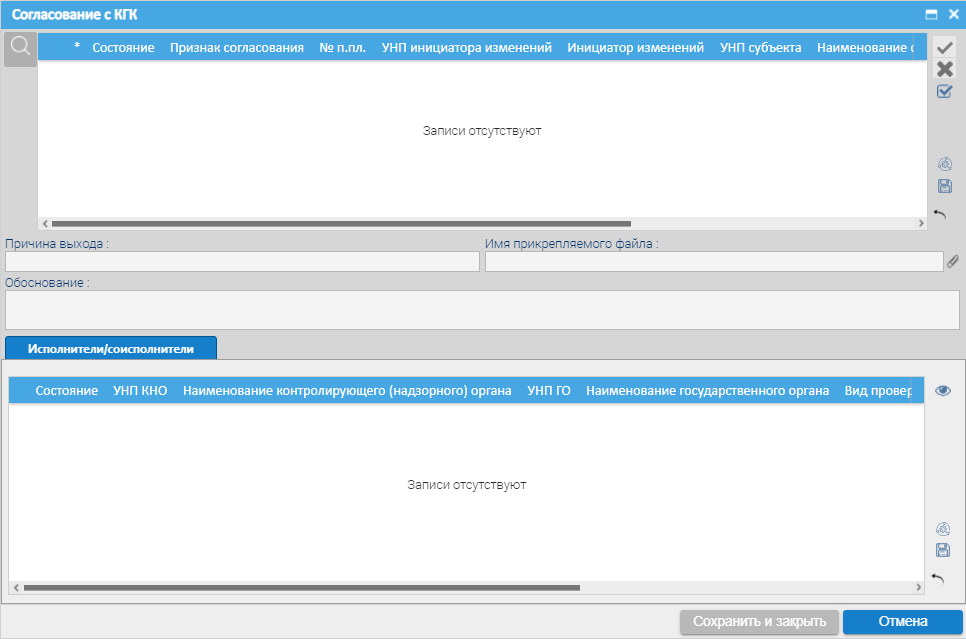 Согласование с КГК
* Состояние Признак согласования № п.пл. УНП инициатора изменений Инициатор изменений УНП субъекта Наименование с
Записи отсутствуют
Причина выхода : Имя прикрепляемого файла :
Обоснование :
Исполнители/соисполнители
Состояние УНП КНО Наименование контролирующего (надзорного) органа УНП ГО Наименование государственного органа Вид провер
Записи отсутствуют
Сохранить и закрыть Отмена